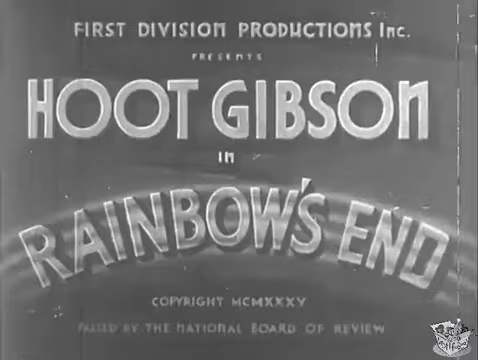 FIRST DIVISION PRODUCTIONS Inc.
PRESENTS
HOOT GIBSON
IN
RAINBOW'S END
COPYRIGHT MCMXXXV
PASSED BY THE NATIONAL BOARD OF REVIEW